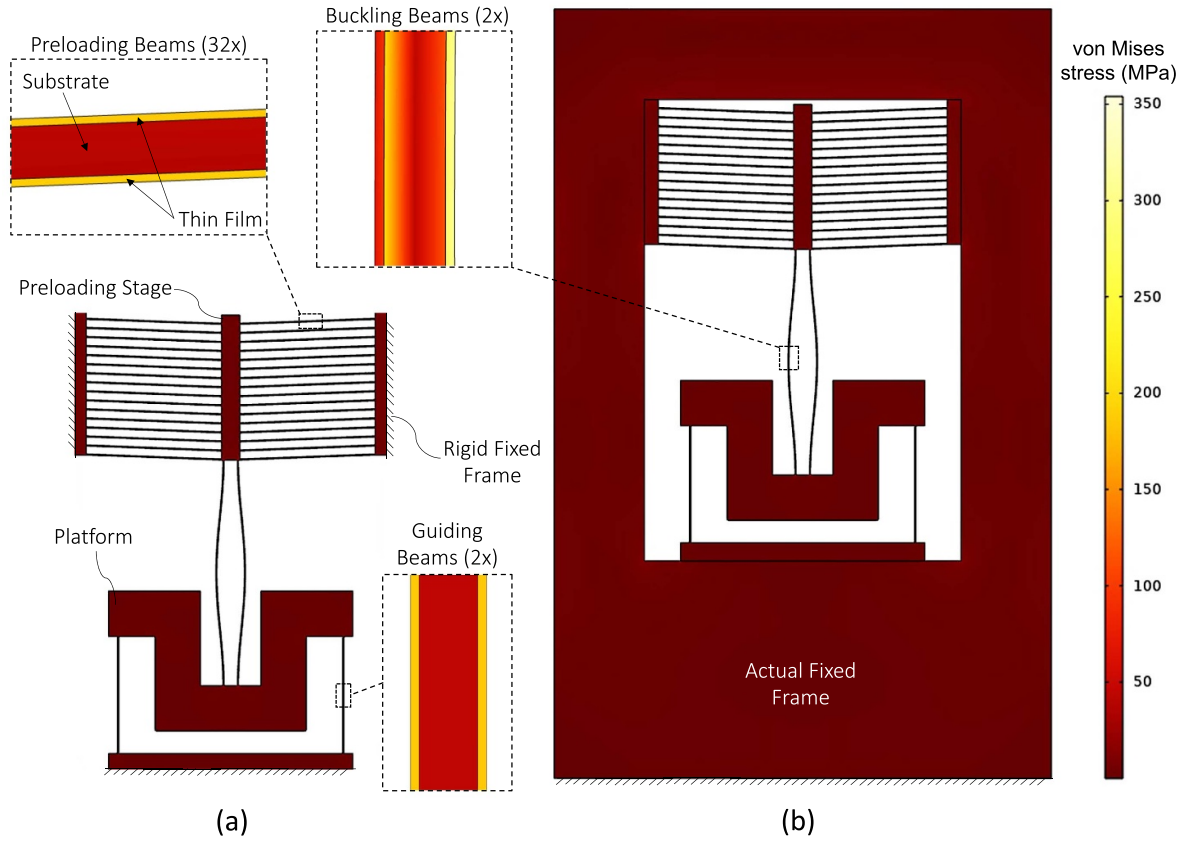 Buckling Beams (2x)
Preloading Beams (32x)
Substrate
Thin Film
Preloading Stage
Rigid Fixed
Frame
Platform
Guiding
Beams (2x)
(a)
Actual Fixed
Frame
(b)
von Mises
stress (MPa)
350
300
250
200
150
100
50